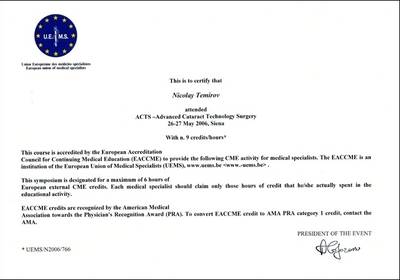 U.E M.S.
Union Européenne des médecins spécialistes
European union of medical specialists
This is to certify that
Nicolay Temirov
attended
ACTS –Advanced Cataract Technology Surgery
26-27 May 2006, Siena
With n. 9 credits/hours*
This course is accredited by the European Accreditation
Council for Continuing Medical Education (EACCME) to provide the following CME activity for medical specialists. The EACCME is an
institution of the European Union of Medical Specialists (UEMS), www.uems.be <www.-uems.be> .
This symposium is designated for a maximum of 6 hours of
European external CME credits. Each medical specialist should claim only those hours of credit that he/she actually spent in the
educational activity.
EACCME credits are recognized by the American Medical
Association towards the Physician's Recognition Award (PRA). To convert EACCME credit to AMA PRA category 1 credit, contact the
AMA.
PRESIDENT OF THE EVENT
* UEMS/N2006/766